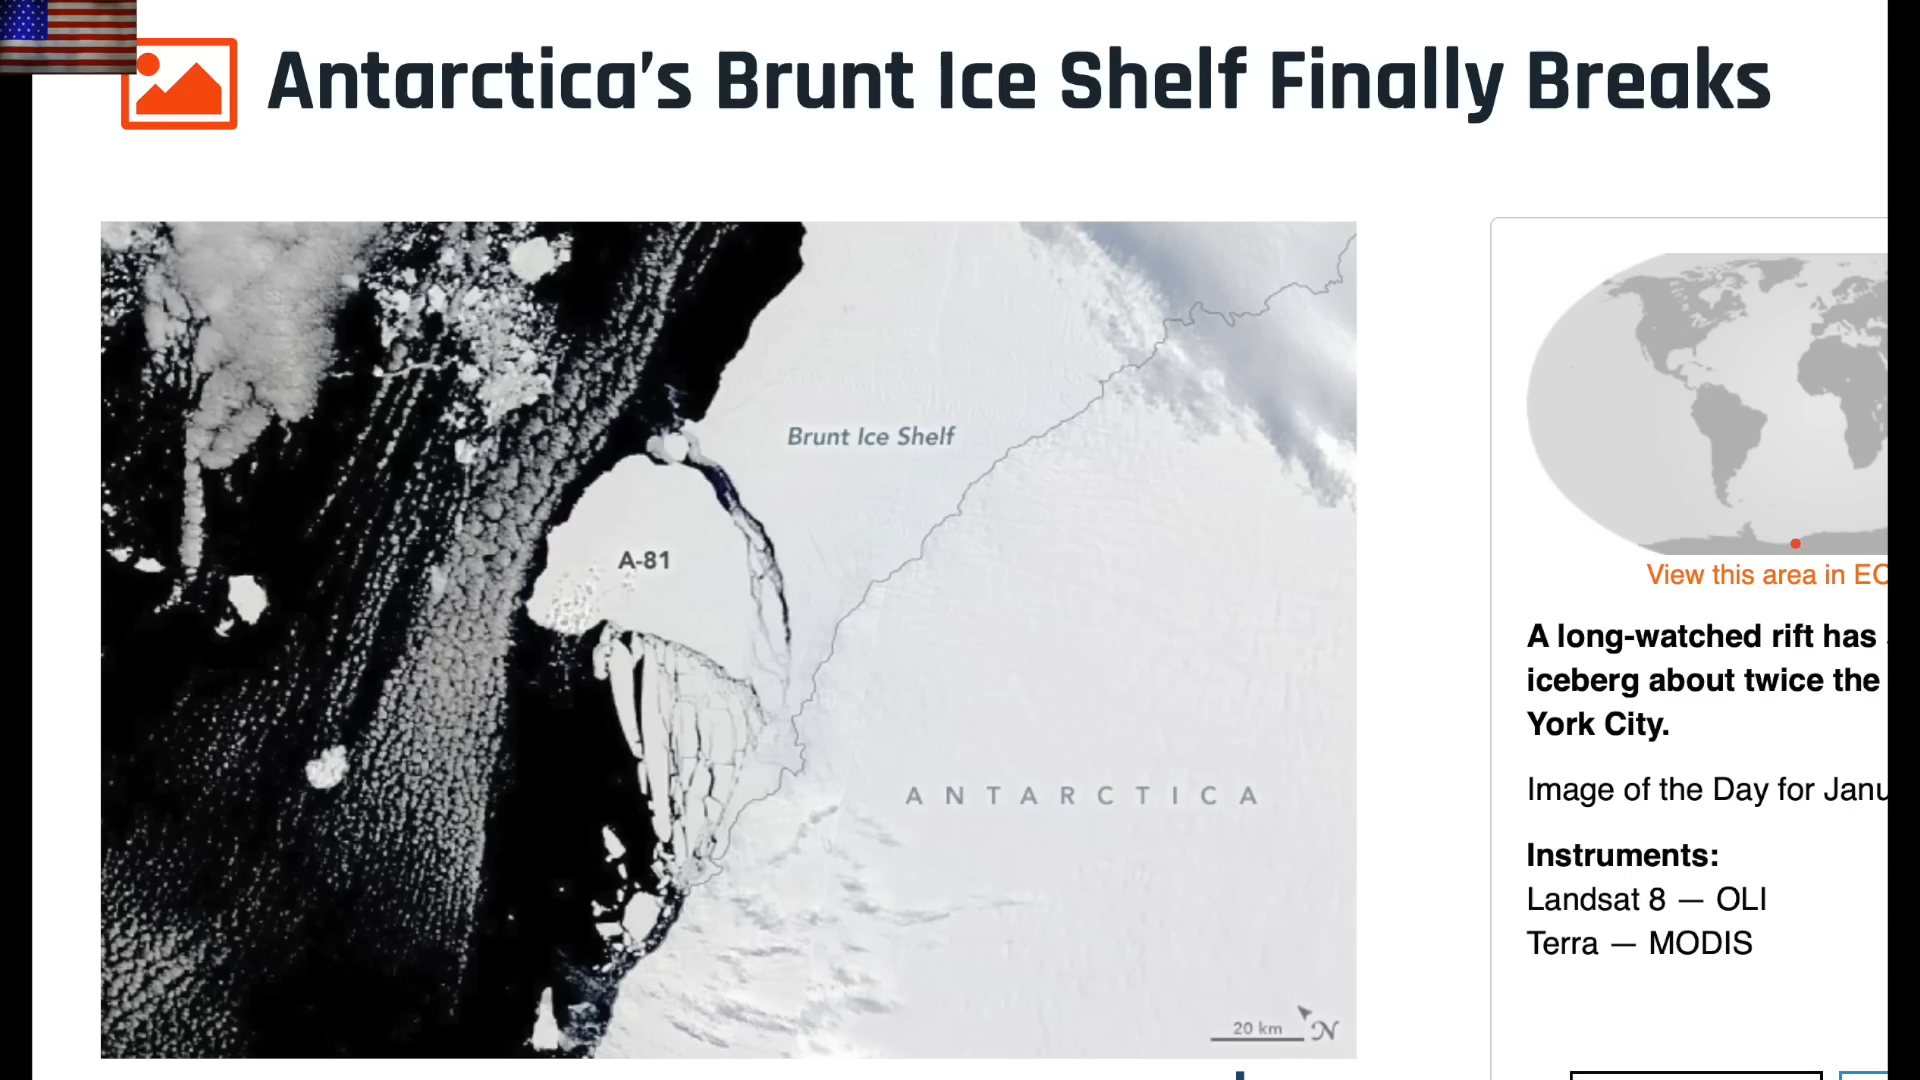 Antarctica's Brunt Ice Shelf Finally Breaks
Brunt Ice Shelf
A-81
ANTARCTICA
20 km
N
View this area in
A long-watched rift has
iceberg about twice the
York City.
Image of the Day for
Instruments:
Landsat 8 — OLI
Terra — MODIS